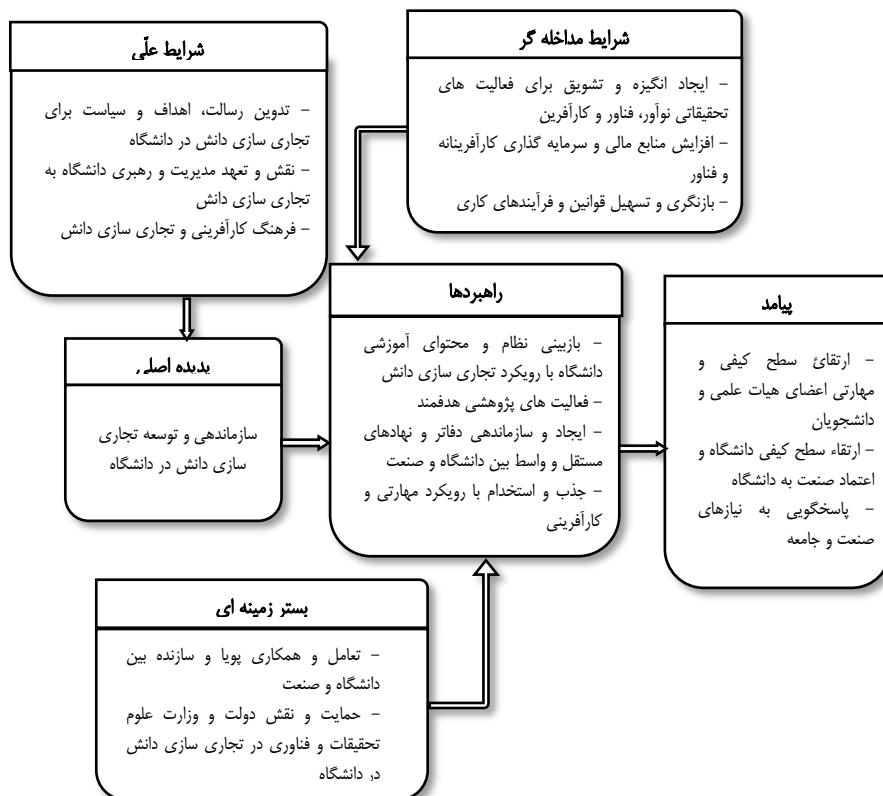 شرایط علّی
- تدوین رسالت، اهداف و سیاست برای
تجاری سازی دانش در دانشگاه
- نقش و تعهد مدیریت و رهبری دانشگاه به
تجاری سازی دانش
- فرهنگ کارآفرینی و تجاری سازی دانش
شرایط مداخله گر
- ایجاد انگیزه و تشویق برای فعالیت های
تحقیقاتی نوآور، فناور و کارآفرین
- افزایش منابع مالی و سرمایه گذاری کارآفرینانه
و فناور
- بازنگری و تسهیل قوانین و فرآیندهای کاری
پدیده اصلی
سازماندهی و توسعه تجاری
سازی دانش در دانشگاه
راهبردها
- بازبینی نظام و محتوای آموزشی
دانشگاه با رویکرد تجاری سازی دانش
- فعالیت های پژوهشی هدفمند
- ایجاد و سازماندهی دفاتر و نهادهای
مستقل و واسط بین دانشگاه و صنعت
- جذب و استخدام با رویکرد مهارتی و
کارآفرینی
پیامد
- ارتقائ سطح کیفی و
مهارتی اعضای هیات علمی و
دانشجویان
- ارتقاء سطح کیفی دانشگاه و
اعتماد صنعت به دانشگاه
- پاسخگویی به نیازهای
صنعت و جامعه
بستر زمینه ای
- تعامل و همکاری پویا و سازنده بین
دانشگاه و صنعت
- حمایت و نقش دولت و وزارت علوم
تحقیقات و فناوری در تجاری سازی دانش
در دانشگاه